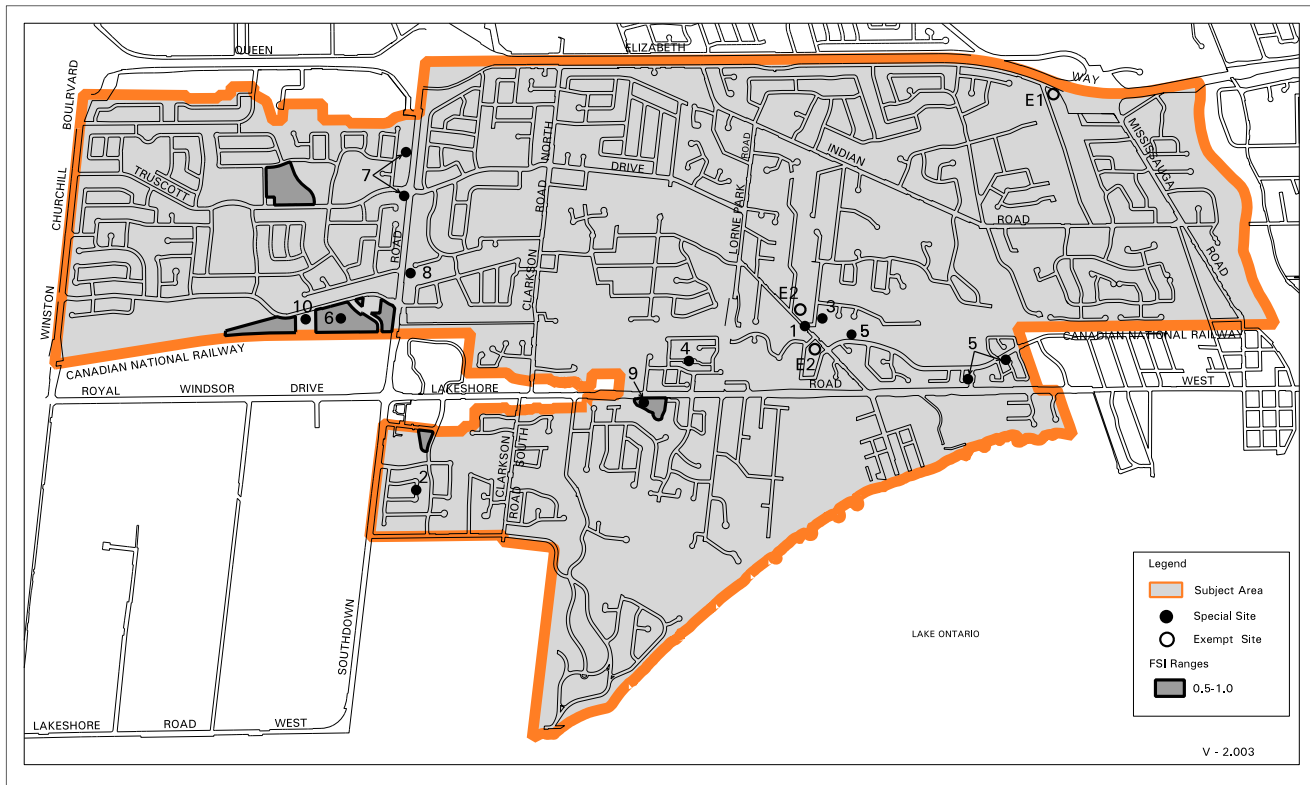 QUEEN
ELIZABETH
WAY
E1
BOULRVARD
CHURCHILL
WINSTON
TRUSCOTT
DRIVE
7
ROAD
8
NORTH
ROAD
CLARKSON
LORNE PARK
ROAD
INDIAN
ROAD
MISSISSAUGA
ROAD
10
6
E2
3
1
5
E2
4
5
9
CANADIAN NATIONAL RAILWAY
CANADIAN NATIONAL RAILWAY
ROYAL WINDSOR DRIVE
LAKESHORE
ROAD
WEST
CLARKSON
ROAD SOUTH
2
SOUTHDOWN
LAKESHORE ROAD WEST
LAKE ONTARIO
Legend
Subject Area
Special Site
Exempt Site
FSI Ranges
0.5-1.0
V - 2.003